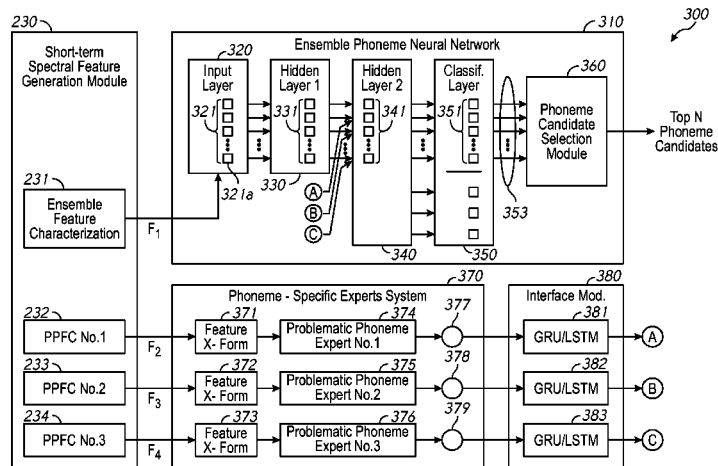 230
Short-term
Spectral Feature
Generation Module
231
Ensemble
Feature
Characterization
F1
232
PPFC No.1
F2
233
PPFC No.2
F3
234
PPFC No.3
F4
300
310
Ensemble Phoneme Neural Netrwork
320
Input
Layer
321
321a
Hidden
Layer 1
331
330
Hidden
Layer 2
341
A
B
C
340
Classif.
Layer
351
350
353
360
Phoneme
Candidate
Selection
Module
Top N
Phoneme
Candidates
370
Phoneme - Specific Experts System
371
Feature
X- Form
374
Problematic Phoneme
Expert No.1
377
372
Feature
X- Form
375
Problematic Phoneme
Expert No.2
378
373
Feature
X- Form
376
Problematic Phoneme
Expert No.3
379
380
Interface Mod.
381
GRU/LSTM
A
382
GRU/LSTM
B
383
GRU/LSTM
C